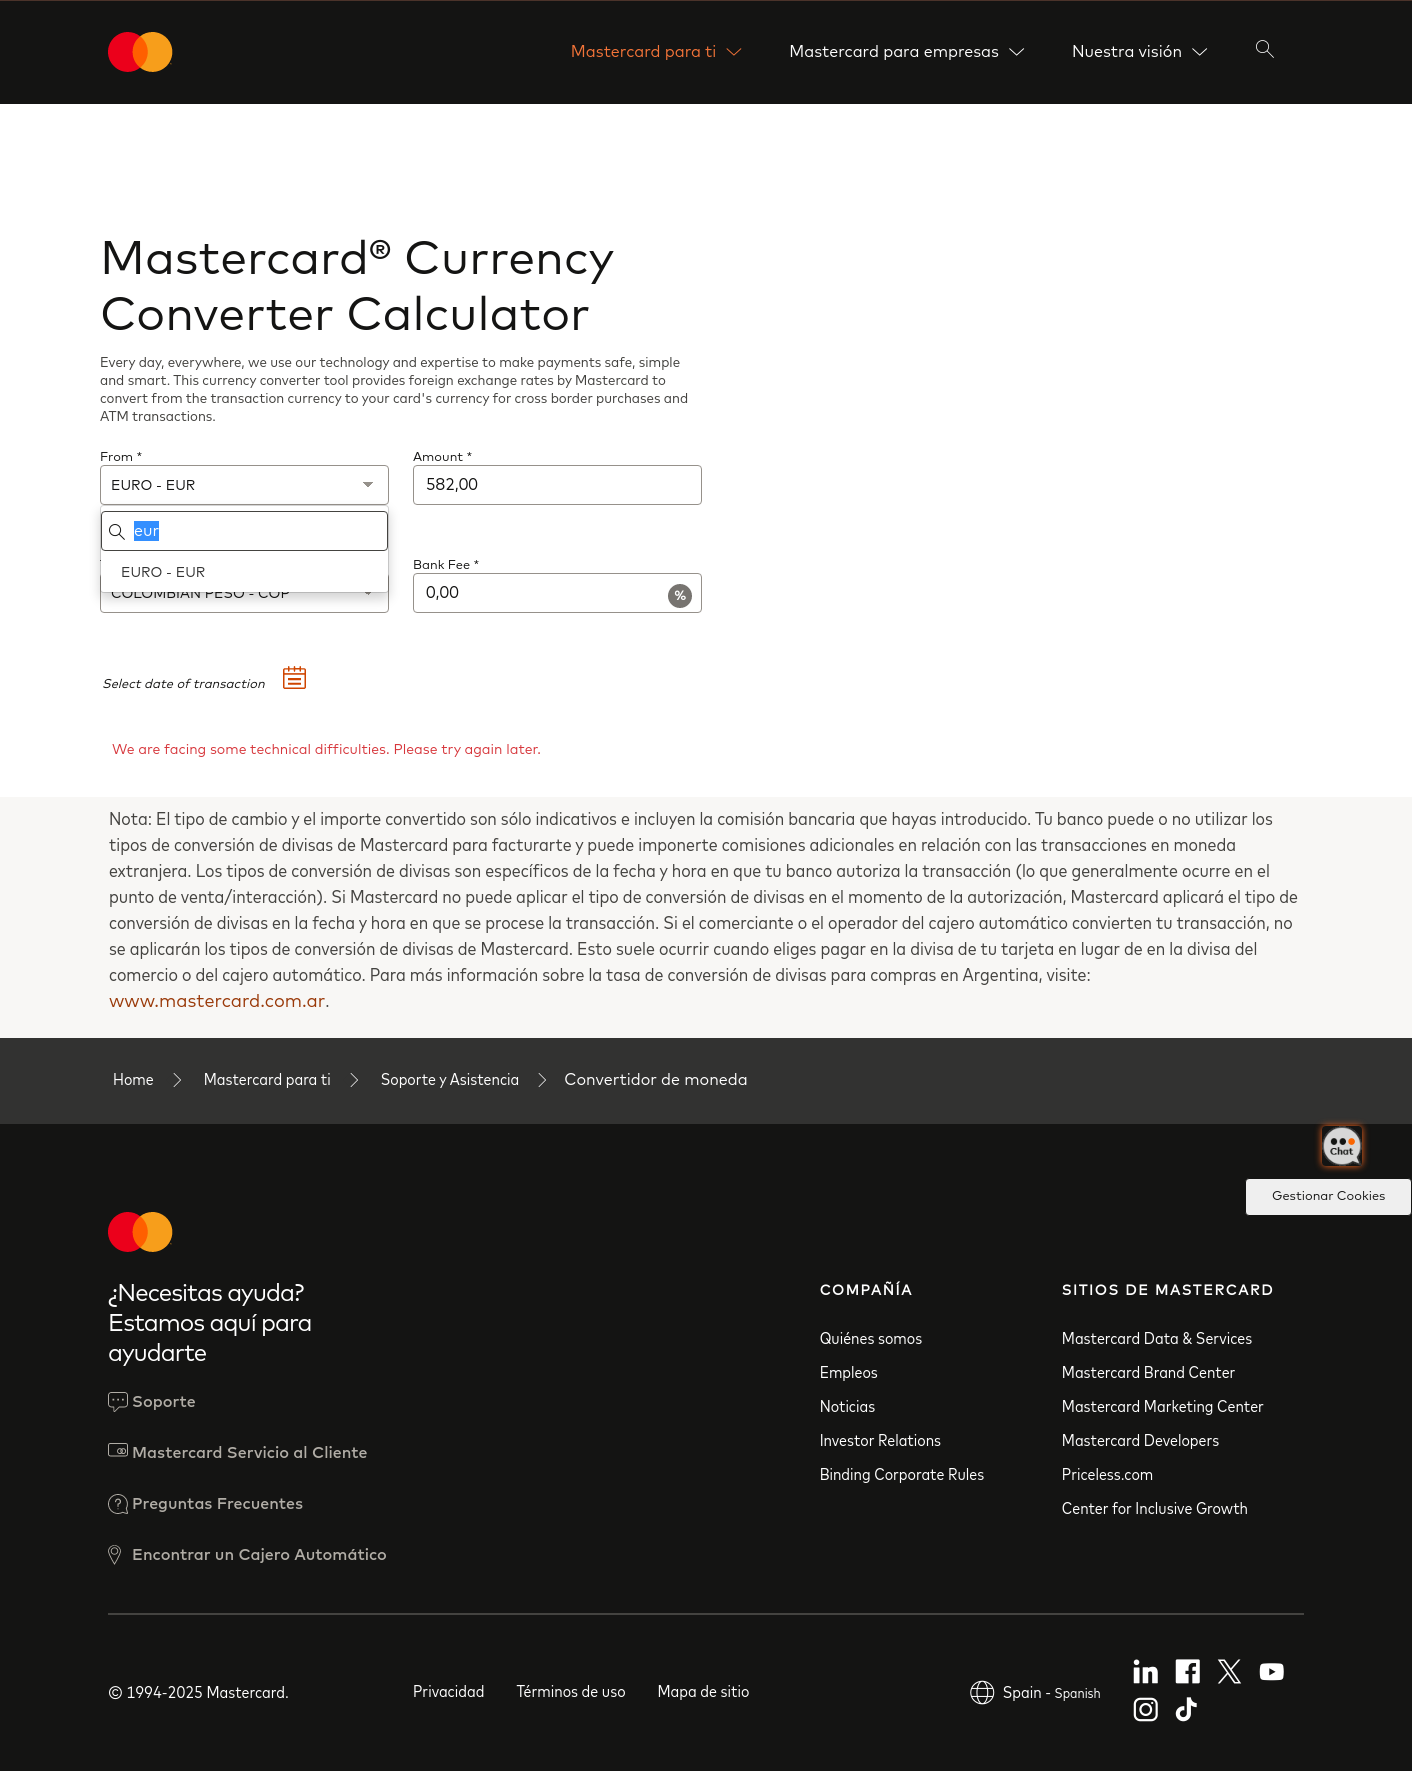 Mastercard para ti
Mastercard para empresas
Nuestra visión
Mastercard® Currency
Converter Calculator
Every day, everywhere, we use our technology and expertise to make payments safe, simple
and smart. This currency converter tool provides foreign exchange rates by Mastercard to
convert from the transaction currency to your card's currency for cross border purchases and
ATM transactions.
From *
EURO - EUR
Amount *
582,00
eur
EURO - EUR
COLOMBIAN PESO - COP
Bank Fee *
0,00
%
Select date of transaction
We are facing some technical difficulties. Please try again later.
Nota: El tipo de cambio y el importe convertido son sólo indicativos e incluyen la comisión bancaria que hayas introducido. Tu banco puede o no utilizar los
tipos de conversión de divisas de Mastercard para facturarte y puede imponerte comisiones adicionales en relación con las transacciones en moneda
extranjera. Los tipos de conversión de divisas son específicos de la fecha y hora en que tu banco autoriza la transacción (lo que generalmente ocurre en el
punto de venta/interacción). Si Mastercard no puede aplicar el tipo de conversión de divisas en el momento de la autorización, Mastercard aplicará el tipo de
conversión de divisas en la fecha y hora en que se procese la transacción. Si el comerciante o el operador del cajero automático convierten tu transacción, no
se aplicarán los tipos de conversión de divisas de Mastercard. Esto suele ocurrir cuando eliges pagar en la divisa de tu tarjeta en lugar de en la divisa del
comercio o del cajero automático. Para más información sobre la tasa de conversión de divisas para compras en Argentina, visite:
www.mastercard.com.ar.
Home
Mastercard para ti
Soporte y Asistencia
Convertidor de moneda
Chat
Gestionar Cookies
¿Necesitas ayuda?
Estamos aquí para
ayudarte
Soporte
Mastercard Servicio al Cliente
Preguntas Frecuentes
Encontrar un Cajero Automático
COMPAÑÍA
Quiénes somos
Empleos
Noticias
Investor Relations
Binding Corporate Rules
SITIOS DE MASTERCARD
Mastercard Data & Services
Mastercard Brand Center
Mastercard Marketing Center
Mastercard Developers
Priceless.com
Center for Inclusive Growth
© 1994-2025 Mastercard.
Privacidad
Términos de uso
Mapa de sitio
Spain - Spanish